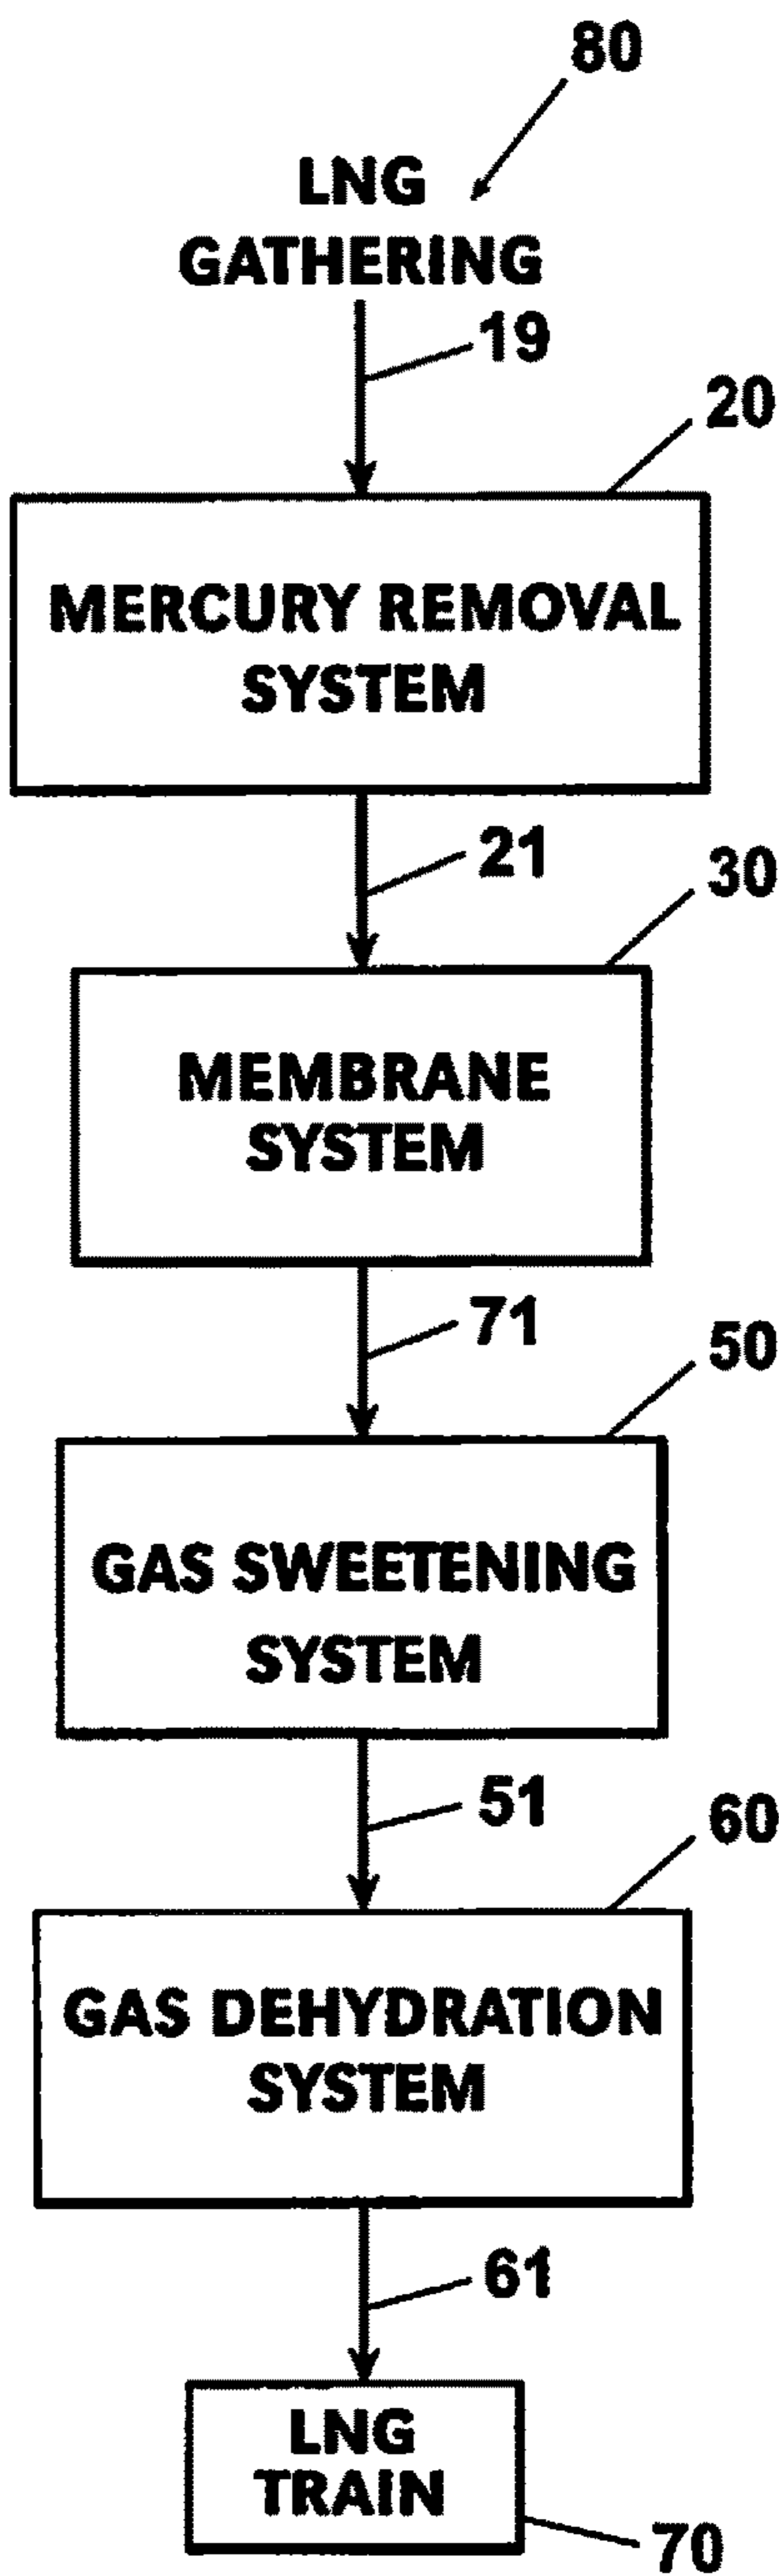 80
LNG
GATHERING
19
20
MERCURY REMOVAL
SYSTEM
21
30
MEMBRANE
SYSTEM
71
50
GAS SWEETENING
SYSTEM
51
60
GAS DEHYDRATION
SYSTEM
61
LNG
TRAIN
70